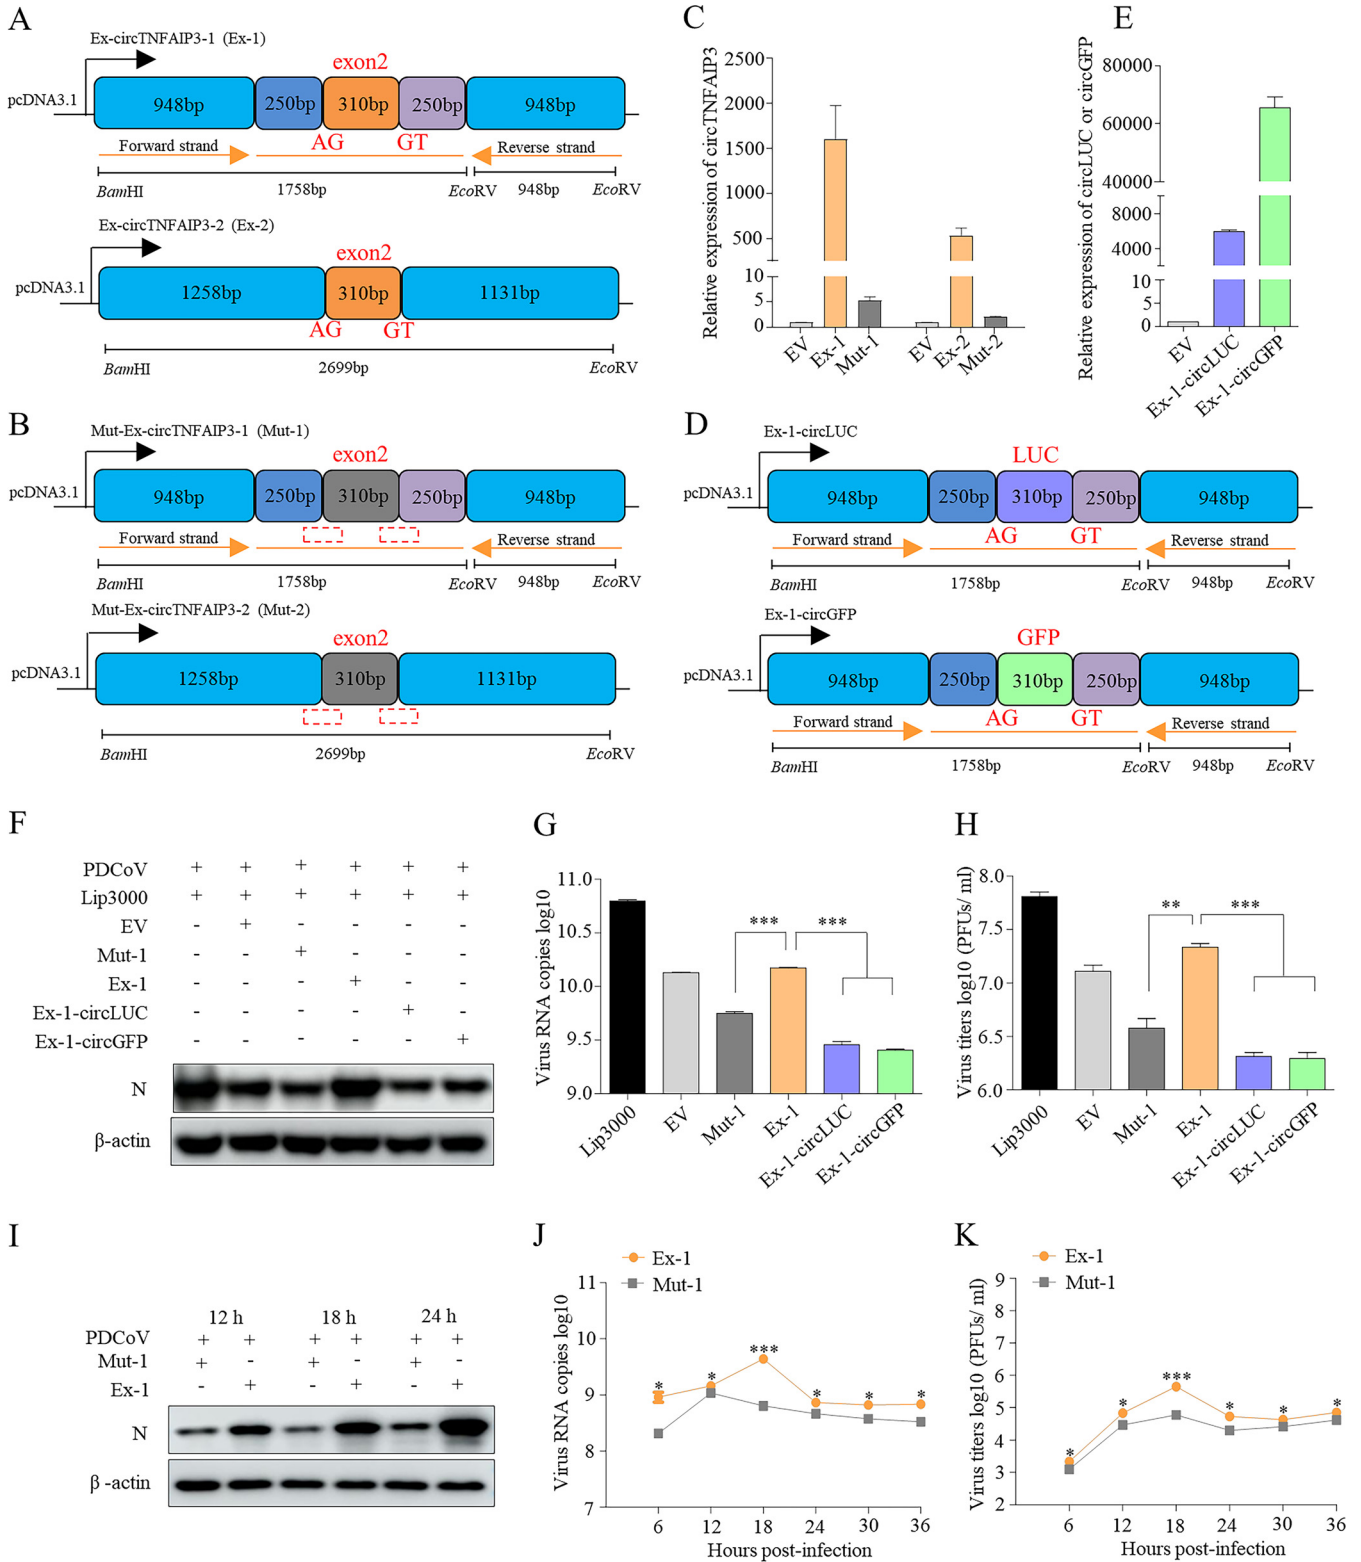 A
Ex-circTNFAIP3-1 (Ex-1)
exon2
pcDNA3.1
948bp 250bp 310bp 250bp 948bp
AG GT
Forward strand Reverse strand
BamHI 1758bp EcoRV 948bp EcoRV
Ex-circTNFAIP3-2 (Ex-2)
exon2
pcDNA3.1
1258bp 310bp 1131bp
AG GT
BamHI 2699bp EcoRV
B
Mut-Ex-circTNFAIP3-1 (Mut-1)
exon2
pcDNA3.1
948bp 250bp 310bp 250bp 948bp
Forward strand Reverse strand
BamHI 1758bp EcoRV 948bp EcoRV
Mut-Ex-circTNFAIP3-2 (Mut-2)
exon2
pcDNA3.1
1258bp 310bp 1131bp
BamHI 2699bp EcoRV
C
Relative expression of circTNFAIP3
2500
2000
1500
1000
500
10
5
0
EV Ex-1 Mut-1 EV Ex-2 Mut-2
E
Relative expression of circLUC or circGFP
80000
60000
40000
8000
4000
10
5
0
EV Ex-1-circLUC Ex-1-circGFP
D
Ex-1-circLUC
LUC
pcDNA3.1
948bp 250bp 310bp 250bp 948bp
AG GT
Forward strand Reverse strand
BamHI 1758bp EcoRV 948bp EcoRV
Ex-1-circGFP
GFP
pcDNA3.1
948bp 250bp 310bp 250bp 948bp
AG GT
Forward strand Reverse strand
BamHI 1758bp EcoRV 948bp EcoRV
F
PDCoV + + + + + +
Lip3000 + + + + + +
EV - + - - - -
Mut-1 - - + - - -
Ex-1 - - - + - -
Ex-1-circLUC - - - - + -
Ex-1-circGFP - - - - - +
N
β-actin
G
Virus RNA copies log10
11.0
10.5
10.0
9.5
9.0
*** ***
Lip3000 EV Mut-1 Ex-1 Ex-1-circLUC Ex-1-circGFP
H
Virus titers log10 (PFUs/ ml)
8.0
7.5
7.0
6.5
6.0
** ***
Lip3000 EV Mut-1 Ex-1 Ex-1-circLUC Ex-1-circGFP
I
12 h 18 h 24 h
PDCoV + + + + + +
Mut-1 + - + - + -
Ex-1 - + - + - +
N
β -actin
J
Ex-1
Mut-1
Virus RNA copies log10
11
10
9
8
7
* * *** * * *
6 12 18 24 30 36
Hours post-infection
K
Ex-1
Mut-1
Virus titers log10 (PFUs/ ml)
9
8
7
6
5
4
3
2
* * *** * * *
6 12 18 24 30 36
Hours post-infection